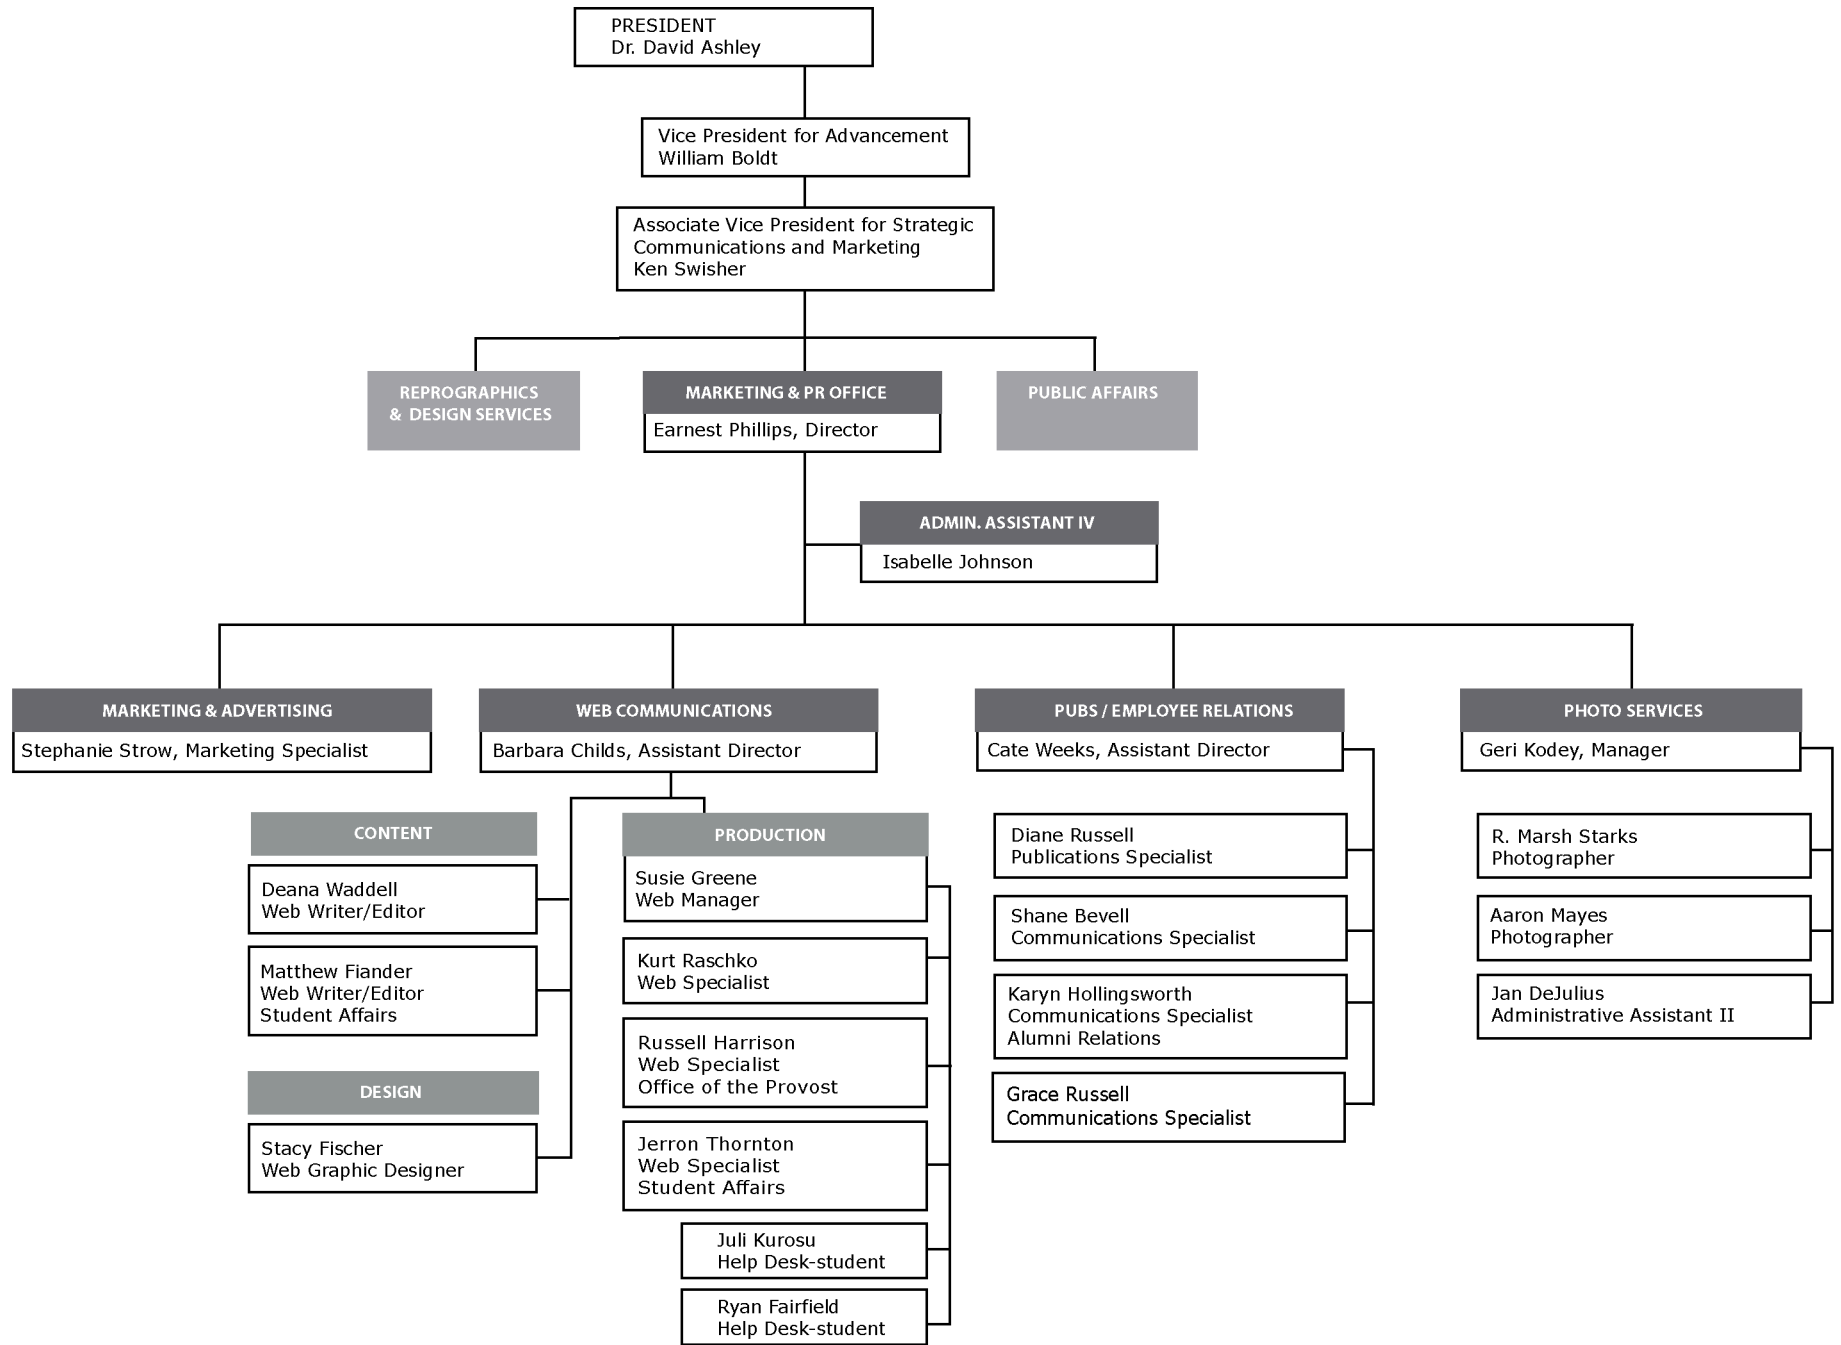 PRESIDENT
Dr. David Ashley
Vice President for Advancement
William Boldt
Associate Vice President for Strategic
Communications and Marketing
Ken Swisher
REPROGRAPHICS
& DESIGN SERVICES
MARKETING & PR OFFICE
Earnest Phillips, Director
PUBLIC AFFAIRS
ADMIN. ASSISTANT IV
Isabelle Johnson
MARKETING & ADVERTISING
Stephanie Strow, Marketing Specialist
WEB COMMUNICATIONS
Barbara Childs, Assistant Director
CONTENT
Deana Waddell
Web Writer/Editor
Matthew Fiander
Web Writer/Editor
Student Affairs
DESIGN
Stacy Fischer
Web Graphic Designer
PRODUCTION
Susie Greene
Web Manager
Kurt Raschko
Web Specialist
Russell Harrison
Web Specialist
Office of the Provost
Jerron Thornton
Web Specialist
Student Affairs
Juli Kurosu
Help Desk-student
Ryan Fairfield
Help Desk-student
PUBS / EMPLOYEE RELATIONS
Cate Weeks, Assistant Director
Diane Russell
Publications Specialist
Shane Bevell
Communications Specialist
Karyn Hollingsworth
Communications Specialist
Alumni Relations
Grace Russell
Communications Specialist
PHOTO SERVICES
Geri Kodey, Manager
R. Marsh Starks
Photographer
Aaron Mayes
Photographer
Jan DeJulius
Administrative Assistant II